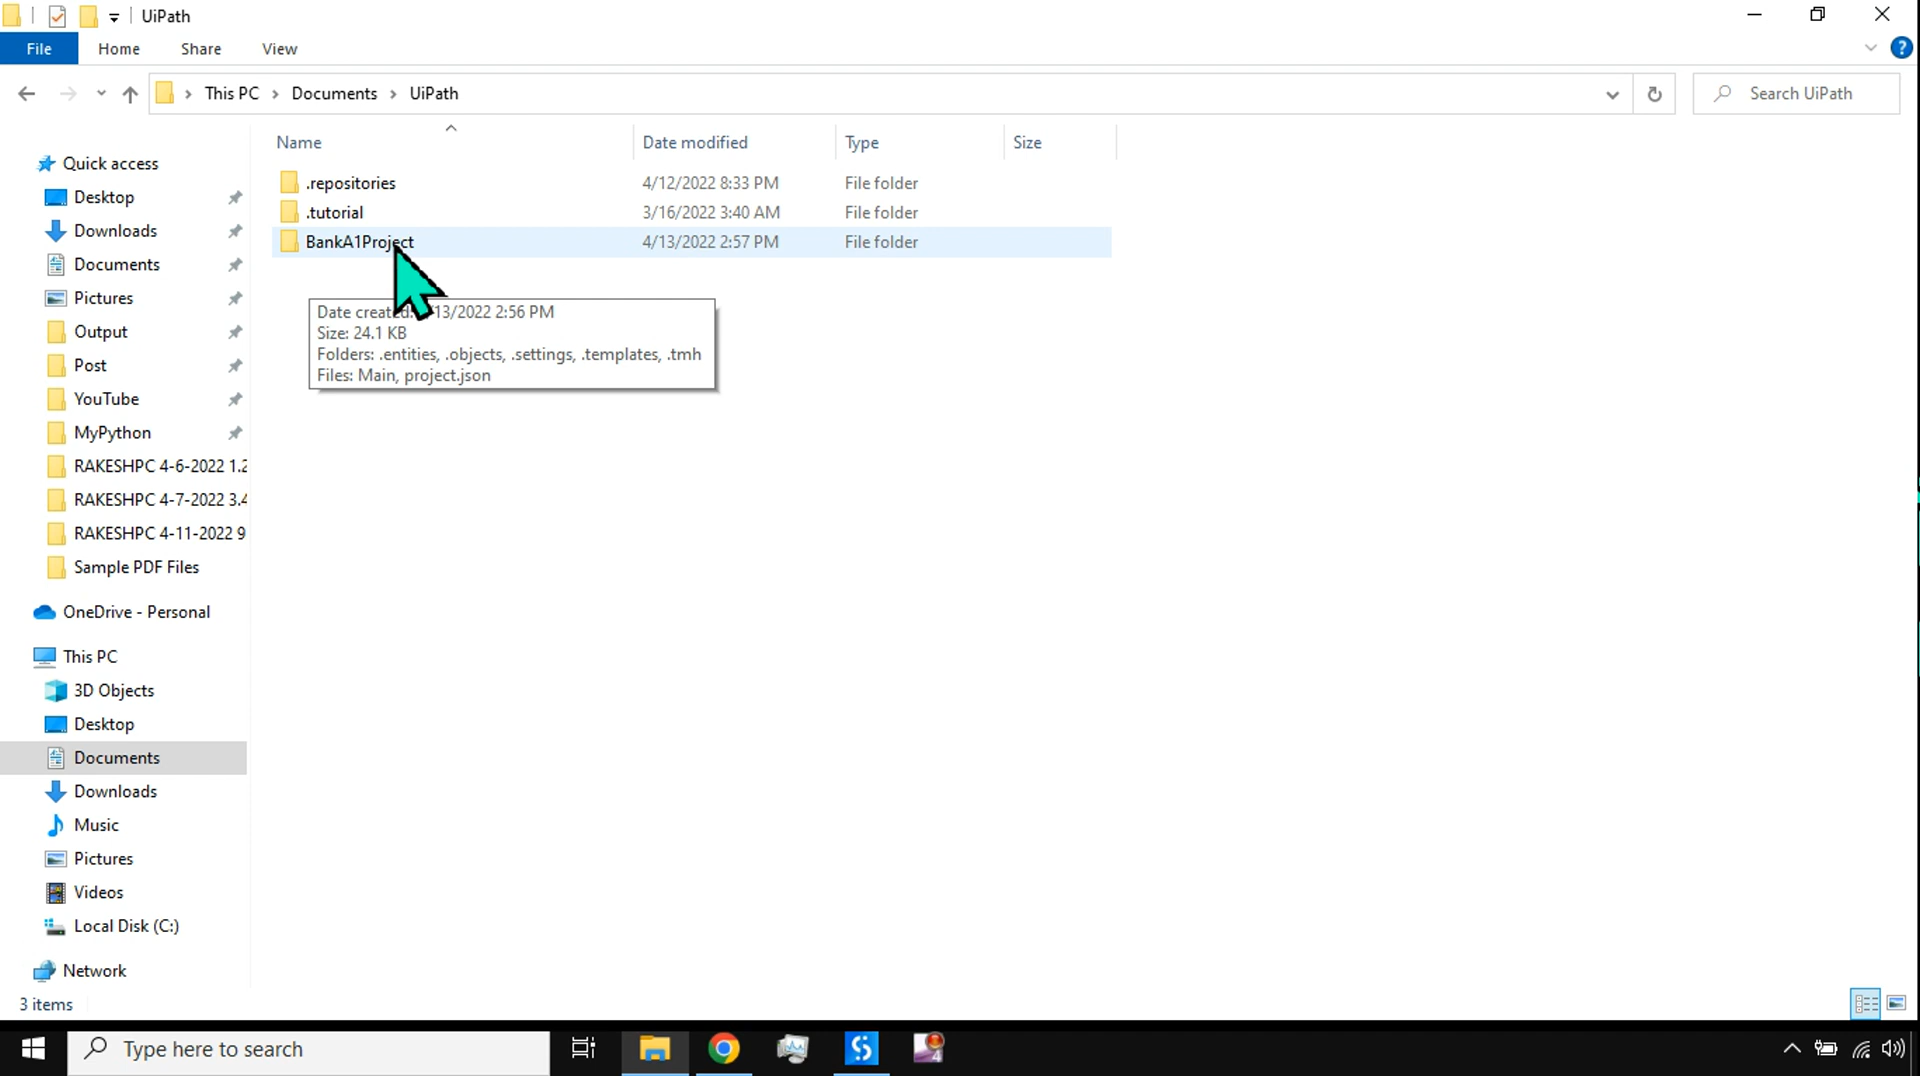 UiPath
File Home Share View
This PC Documents UiPath
Search UiPath
Name Date modified Type Size
.repositories 4/12/2022 8:33 PM File folder
.tutorial 3/16/2022 3:40 AM File folder
BankA1Project 4/13/2022 2:57 PM File folder
Date created: 13/2022 2:56 PM
Size: 24.1 KB
Folders: .entities, .objects, .settings, .templates, .tmh
Files: Main, project.json
Quick access
Desktop
Downloads
Documents
Pictures
Output
Post
YouTube
MyPython
RAKESHPC 4-6-2022 1.2
RAKESHPC 4-7-2022 3.4
RAKESHPC 4-11-2022 9
Sample PDF Files
OneDrive - Personal
This PC
3D Objects
Desktop
Documents
Downloads
Music
Pictures
Videos
Local Disk (C:)
Network
3 items
Type here to search
4